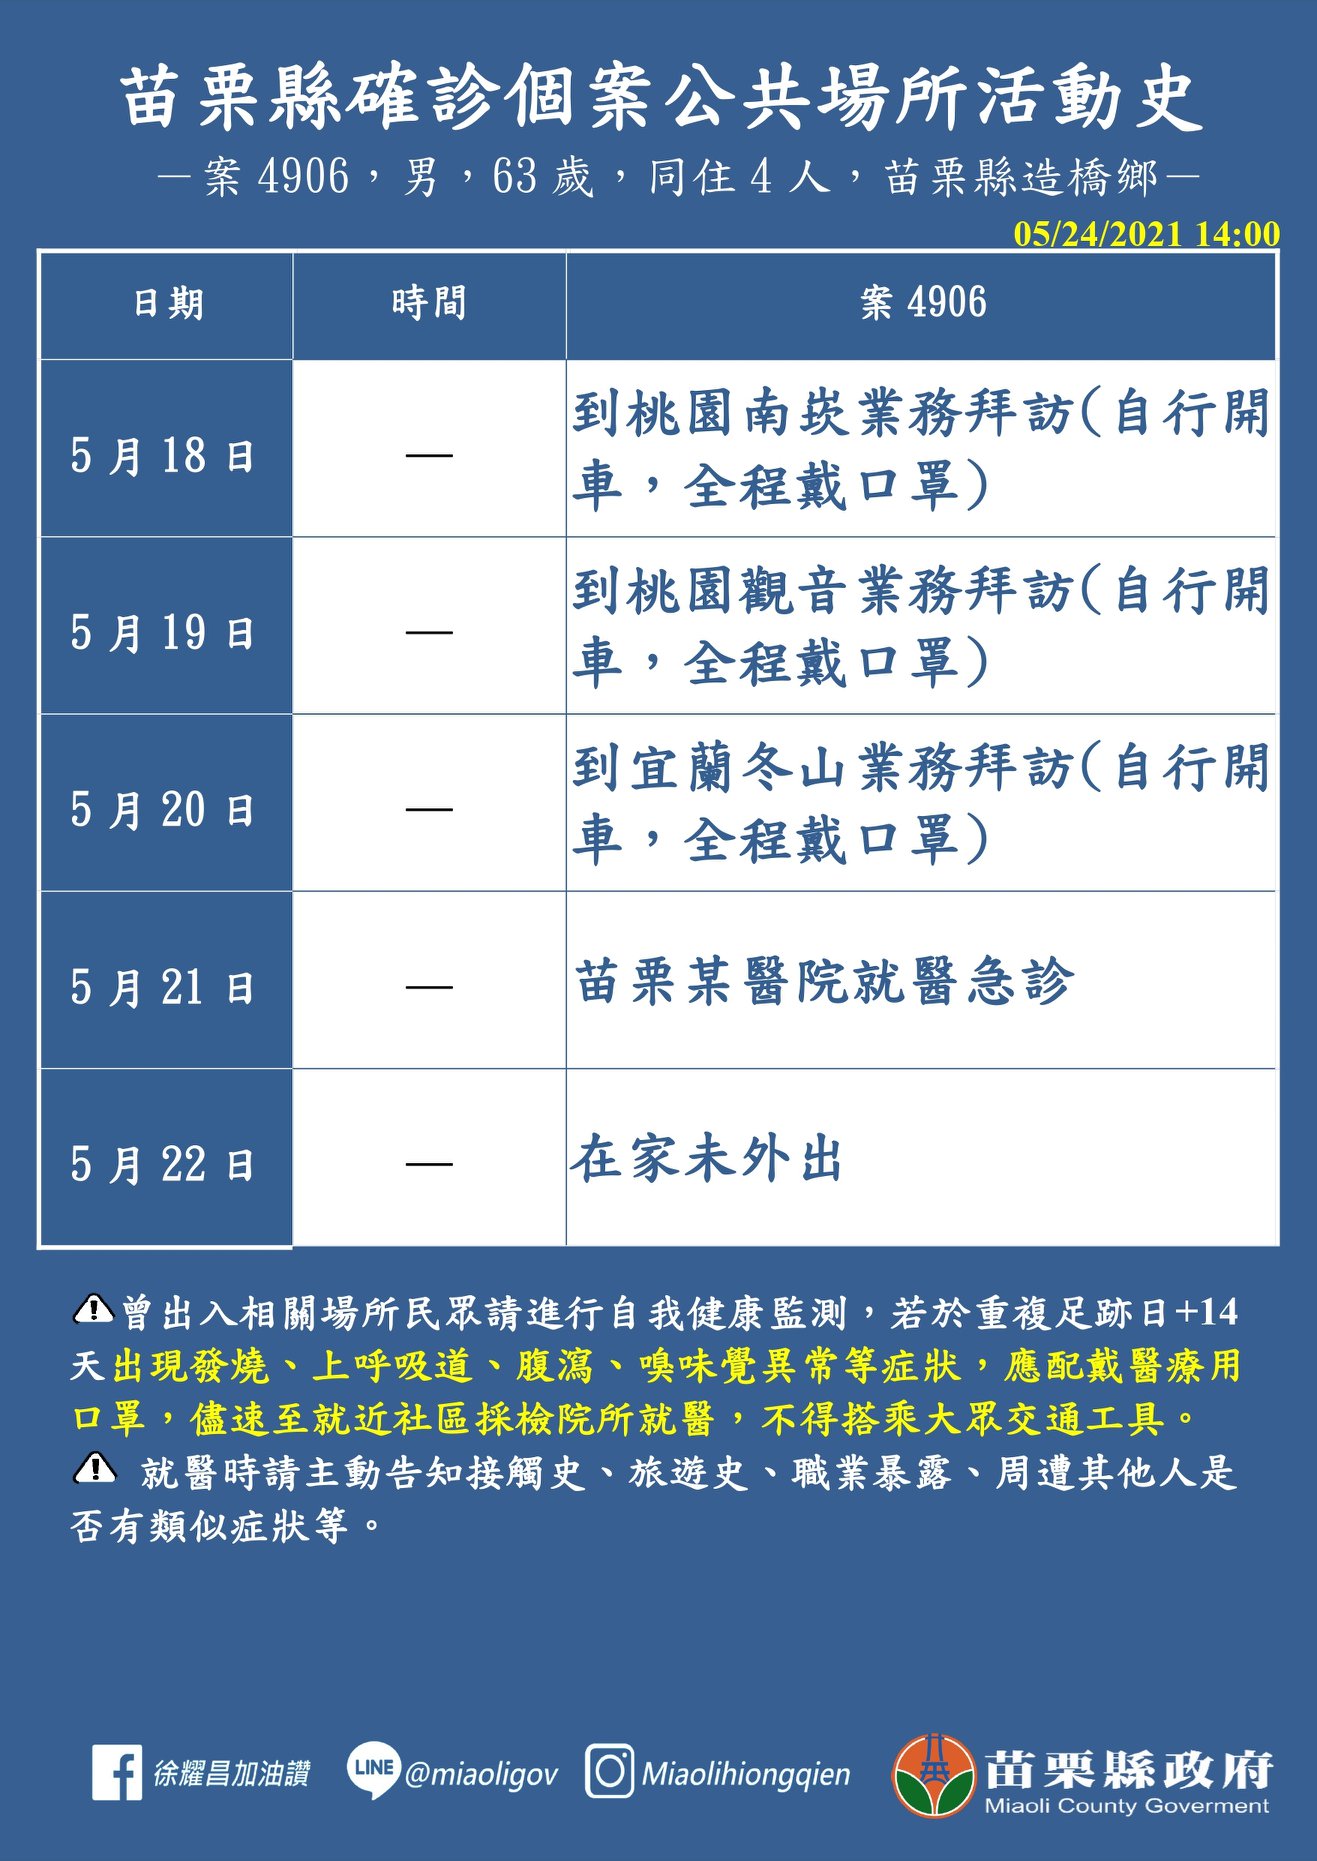 苗栗縣確診個案公共場所活動史
—案 4906，男，63 歲，同住 4 人，苗栗縣造橋鄉—
05/24/2021 14:00
日期 時間 案 4906
5 月 18 日 — 到桃園南崁業務拜訪(自行開
車，全程戴口罩)
5 月 19 日 — 到桃園觀音業務拜訪(自行開
車，全程戴口罩)
5 月 20 日 — 到宜蘭冬山業務拜訪(自行開
車，全程戴口罩)
5 月 21 日 — 苗栗某醫院就醫急診
5 月 22 日 — 在家未外出
曾出入相關場所民眾請進行自我健康監測，若於重複足跡日+14
天出現發燒、上呼吸道、腹瀉、嗅味覺異常等症狀，應配戴醫療用
口罩，儘速至就近社區採檢院所就醫，不得搭乘大眾交通工具。
就醫時請主動告知接觸史、旅遊史、職業暴露、周遭其他人是
否有類似症狀等。
徐耀昌加油讚 LINE @miaoligov Miaolihiongqien 苗栗縣政府
Miaoli County Goverment